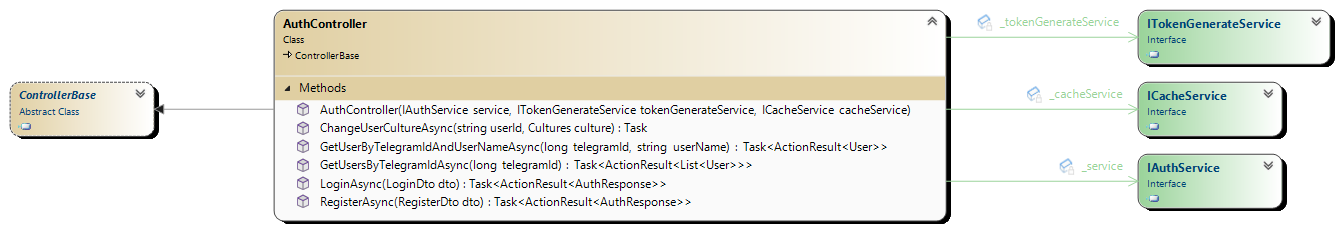 AuthController
Class
ControllerBase
Methods
AuthController(IAuthService service, ITokenGenerateService tokenGenerateService, ICacheService cacheService)
ChangeUserCultureAsync(string userId, Cultures culture) : Task
GetUserByTelegramIdAndUserNameAsync(long telegramId, string userName) : Task<ActionResult<User>>
GetUsersByTelegramIdAsync(long telegramId) : Task<ActionResult<List<User>>>
LoginAsync(LoginDto dto) : Task<ActionResult<AuthResponse>>
RegisterAsync(RegisterDto dto) : Task<ActionResult<AuthResponse>>
ControllerBase
Abstract Class
_tokenGenerateService
ITokenGenerateService
Interface
_cacheService
ICacheService
Interface
_service
IAuthService
Interface